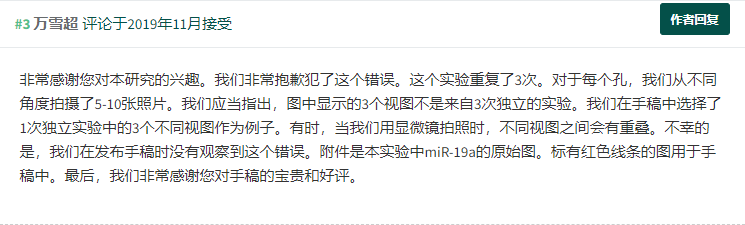 #3 万雪超 评论于2019年11月接受
作者回复
非常感谢您对本研究的兴趣。我们非常抱歉犯了这个错误。这个实验重复了3次。对于每个孔，我们从不同
角度拍摄了5-10张照片。我们应当指出，图中显示的3个视图不是来自3次独立的实验。我们在手稿中选择了
1次独立实验中的3个不同视图作为例子。有时，当我们用显微镜拍照时，不同视图之间会有重叠。不幸的
是，我们在发布手稿时没有观察到这个错误。附件是本实验中miR-19a的原始图。标有红色线条的图用于手
稿中。最后，我们非常感谢您对手稿的宝贵和好评。